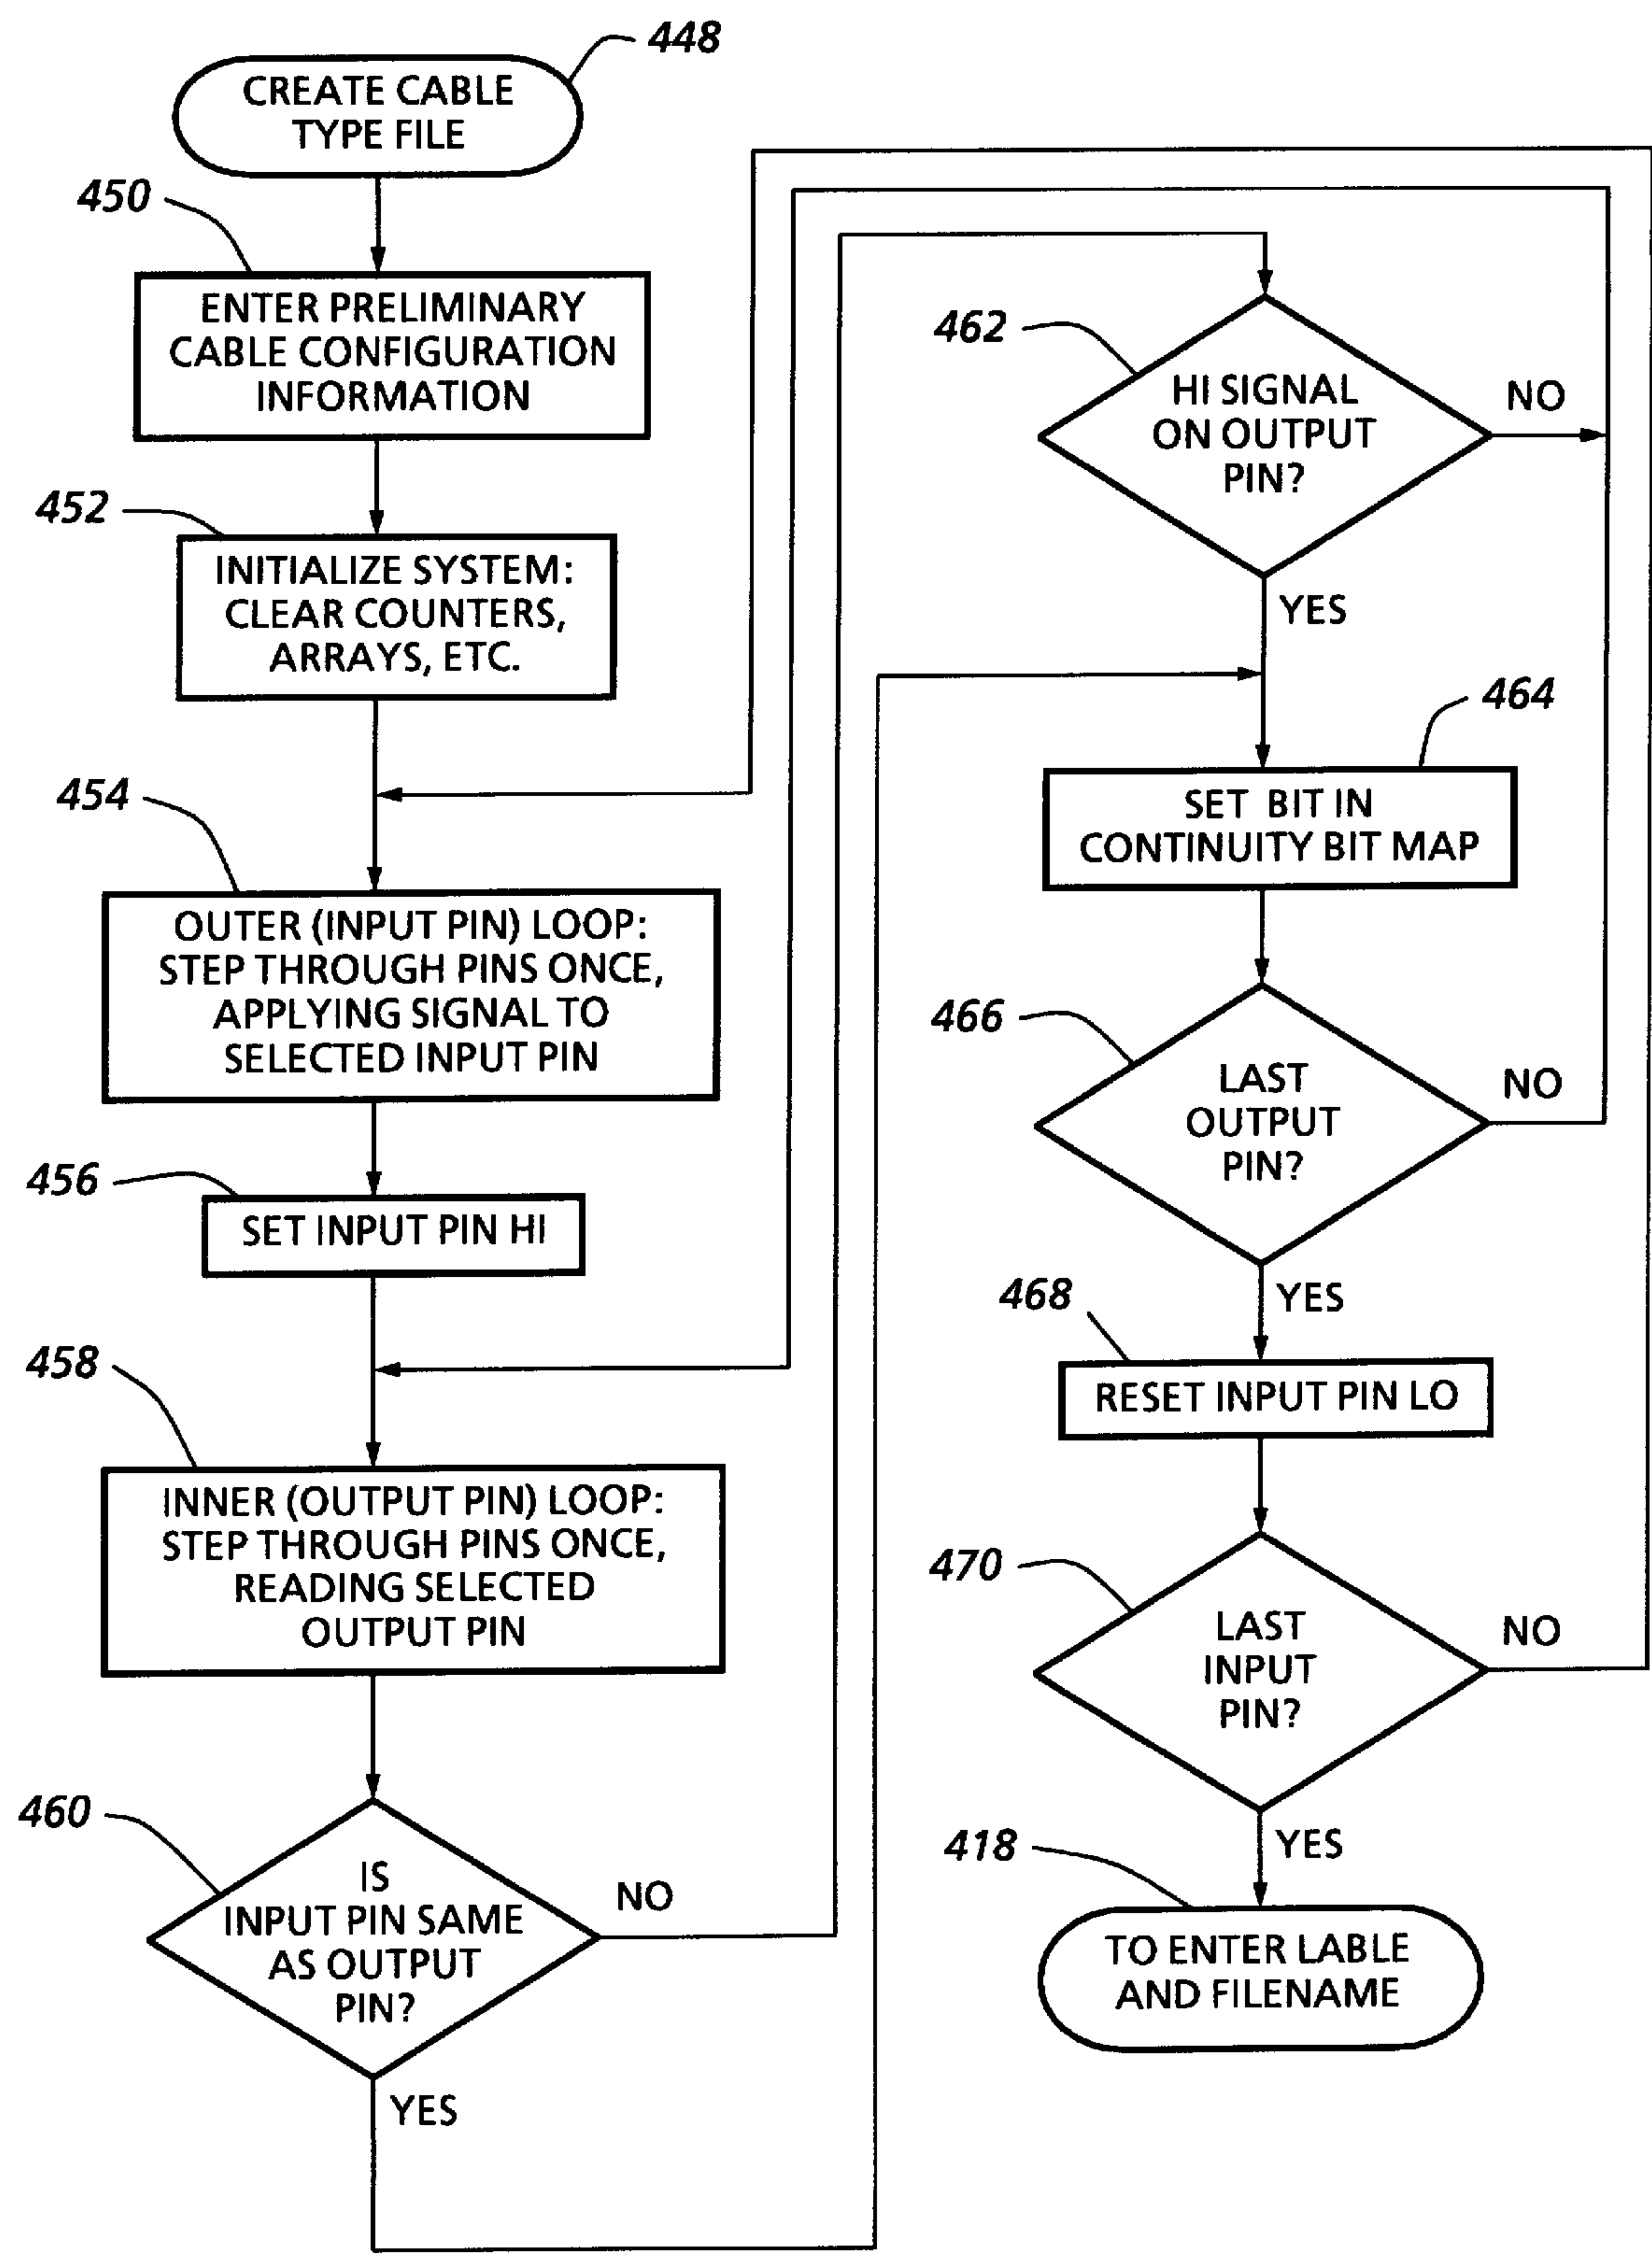 448
CREATE CABLE
TYPE FILE
450
ENTER PRELIMINARY
CABLE CONFIGURATION
INFORMATION
452
INITIALIZE SYSTEM:
CLEAR COUNTERS,
ARRAYS, ETC.
454
OUTER (INPUT PIN) LOOP:
STEP THROUGH PINS ONCE,
APPLYING SIGNAL TO
SELECTED INPUT PIN
456
SET INPUT PIN HI
458
INNER (OUTPUT PIN) LOOP:
STEP THROUGH PINS ONCE,
READING SELECTED
OUTPUT PIN
460
IS
INPUT PIN SAME
AS OUTPUT
PIN?
NO
YES
462
HI SIGNAL
ON OUTPUT
PIN?
NO
YES
464
SET BIT IN
CONTINUITY BIT MAP
466
LAST
OUTPUT
PIN?
NO
YES
468
RESET INPUT PIN LO
470
LAST
INPUT
PIN?
NO
YES
418
TO ENTER LABLE
AND FILENAME